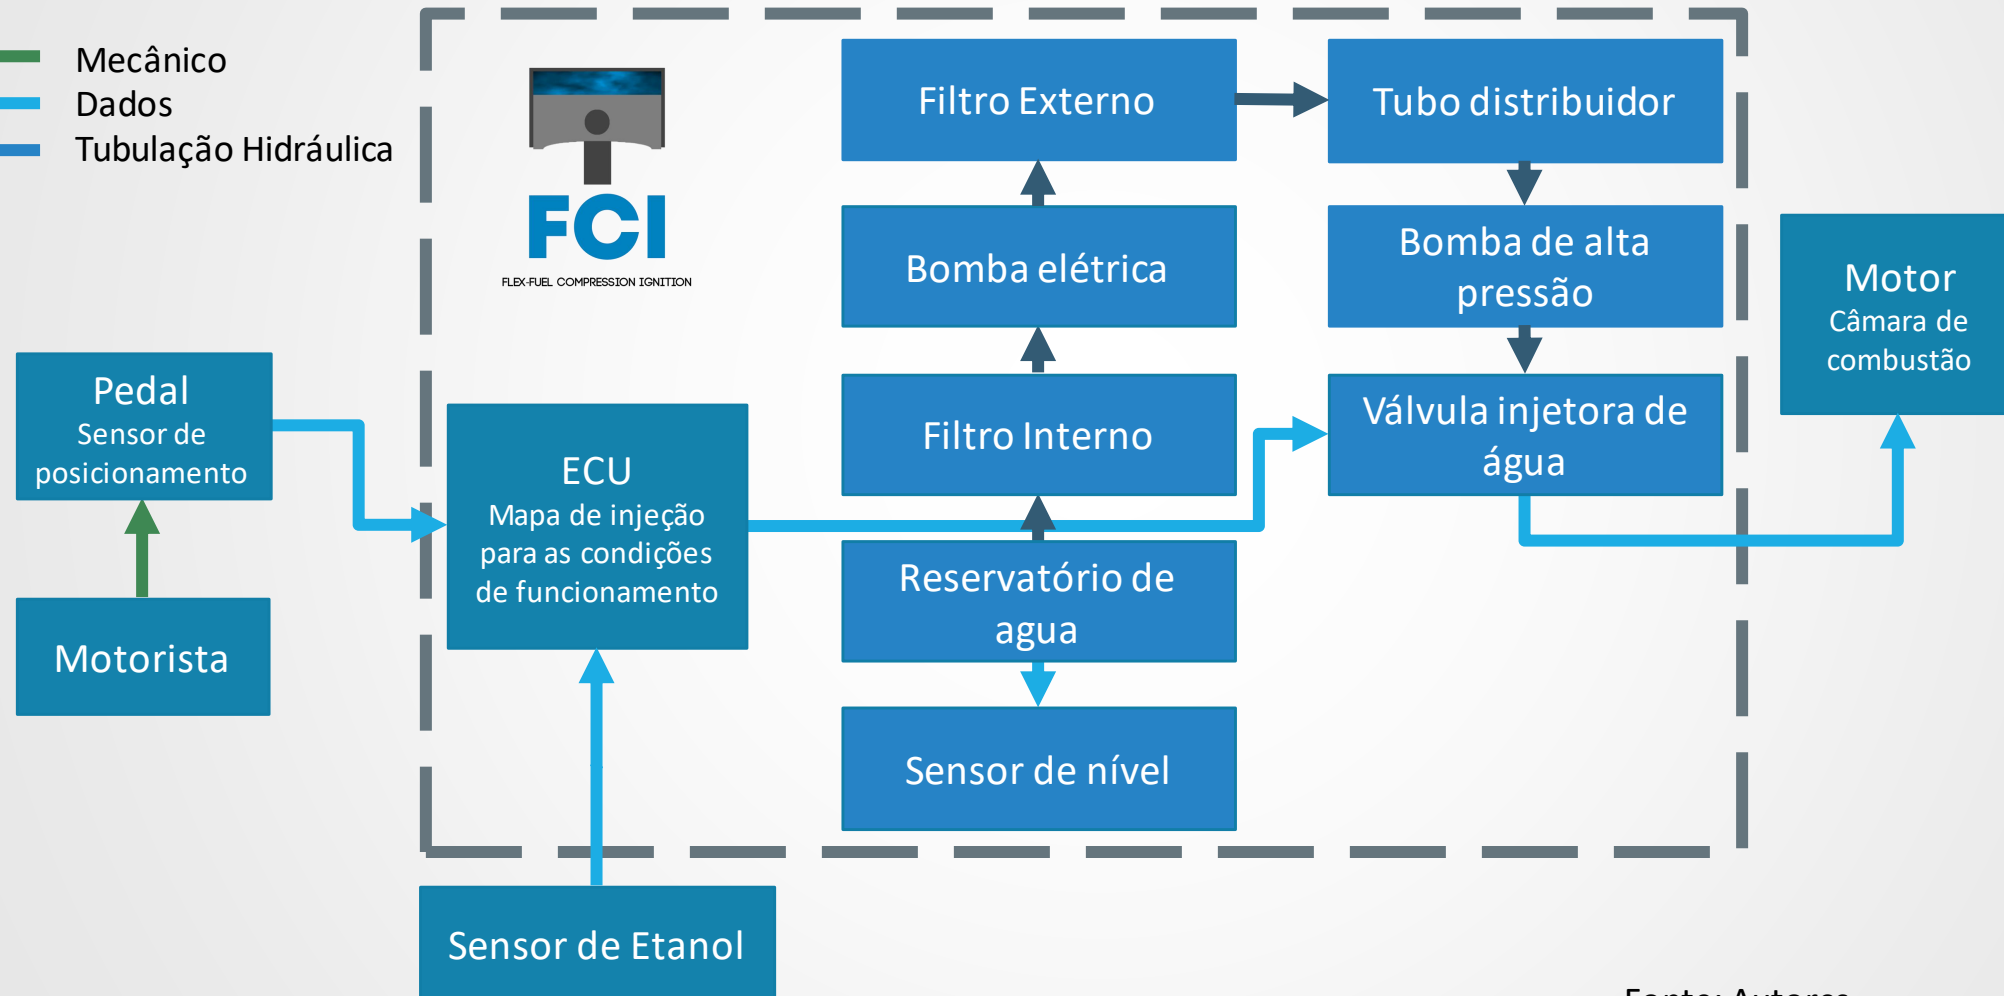 Mecânico
Dados
Tubulação Hidráulica
FCI
FLEX-FUEL COMPRESSION IGNITION
Filtro Externo
Tubo distribuidor
Bomba elétrica
Bomba de alta
pressão
Motor
Câmara de
combustão
Pedal
Sensor de
posicionamento
ECU
Mapa de injeção
para as condições
de funcionamento
Filtro Interno
Válvula injetora de
água
Motorista
Reservatório de
agua
Sensor de nível
Sensor de Etanol
Fonte: Autores